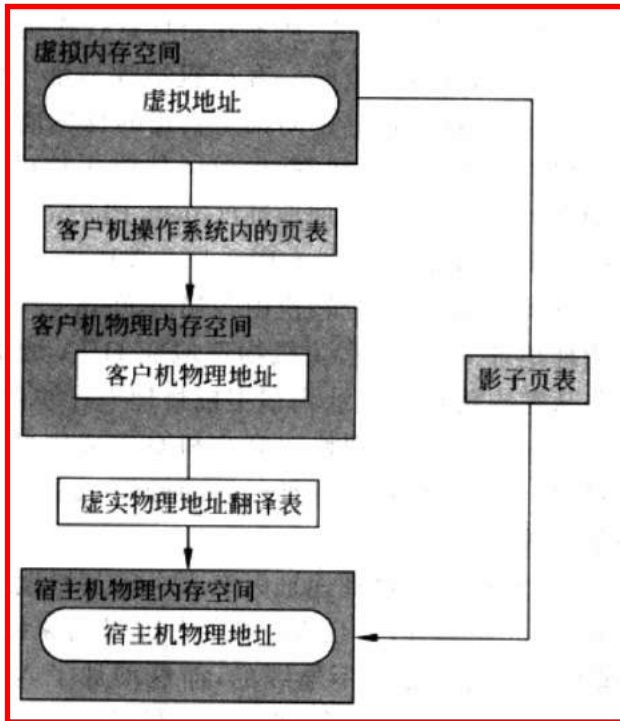 虚拟内存空间
虚拟地址
客户机操作系统内的页表
客户机物理内存空间
客户机物理地址
影子页表
虚实物理地址翻译表
宿主机物理内存空间
宿主机物理地址